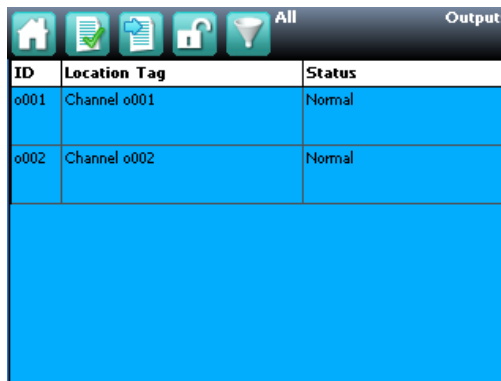 All Output
ID Location Tag Status
o001 Channel o001 Normal
o002 Channel o002 Normal